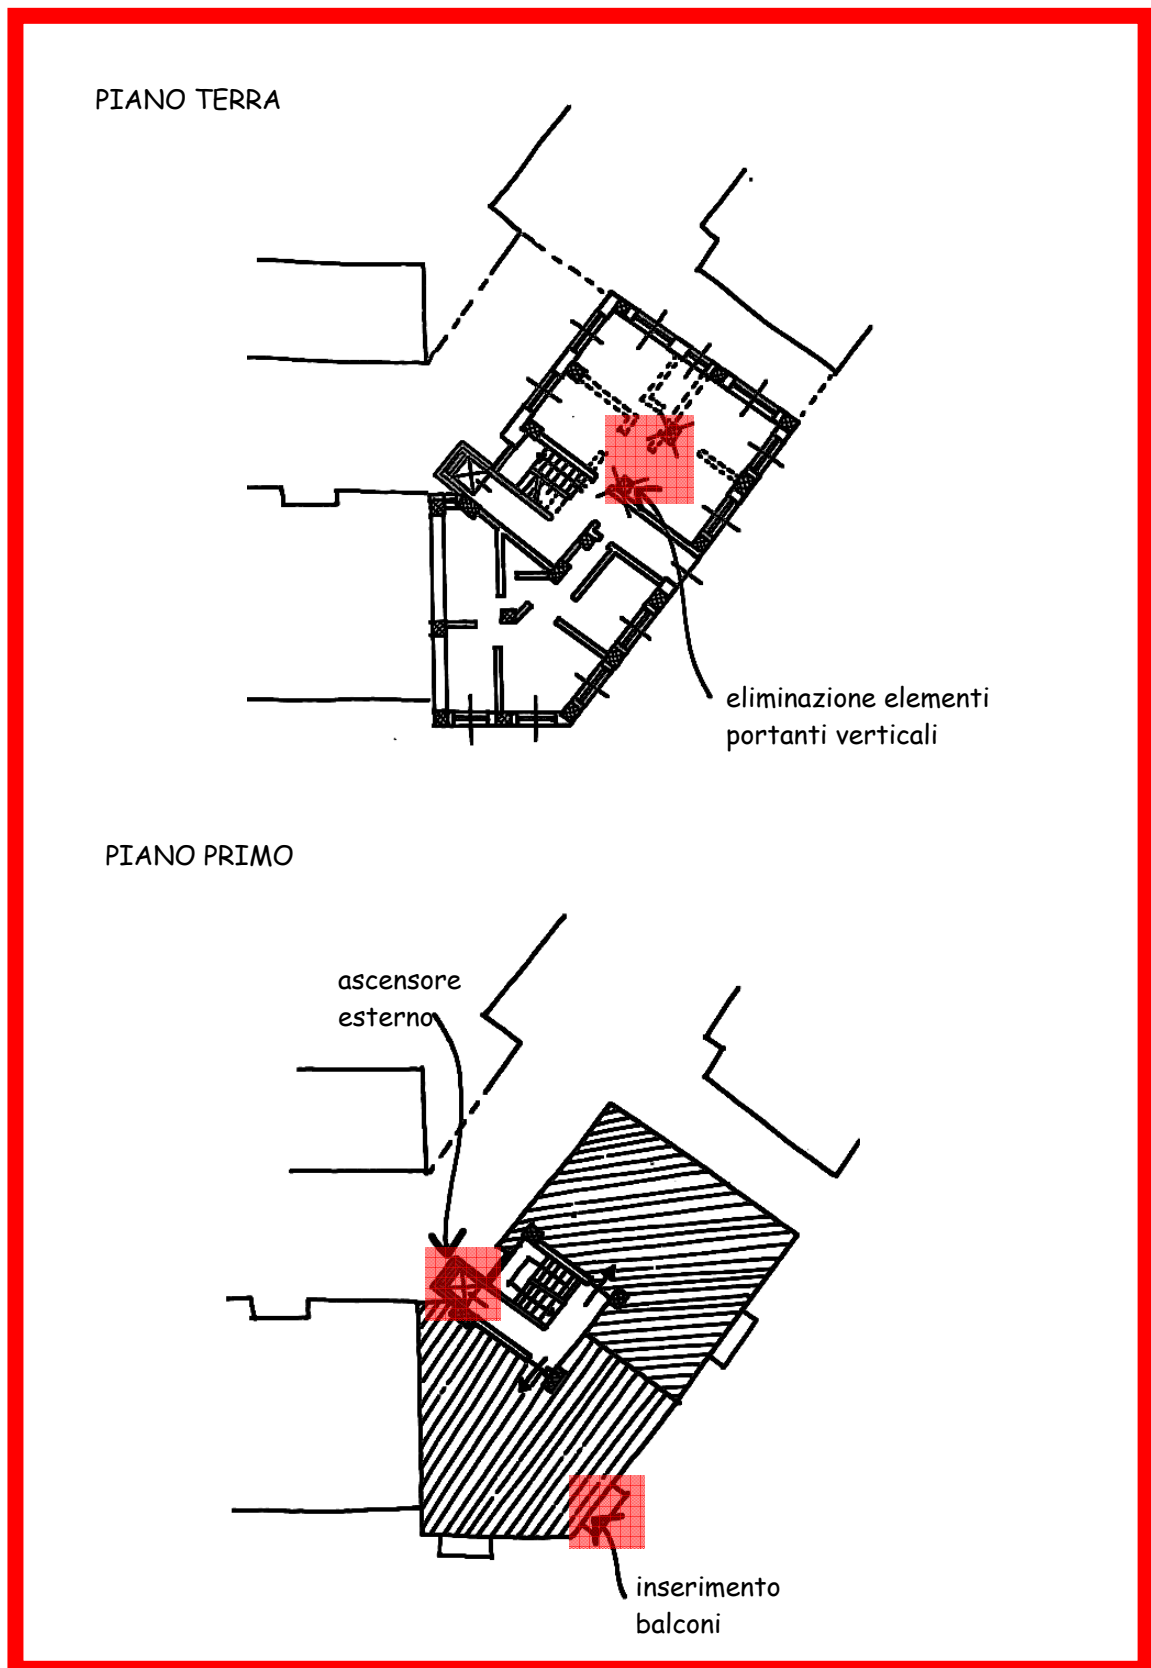 PIANO TERRA
eliminazione elementi
portanti verticali
PIANO PRIMO
ascensore
esterno
inserimento
balconi